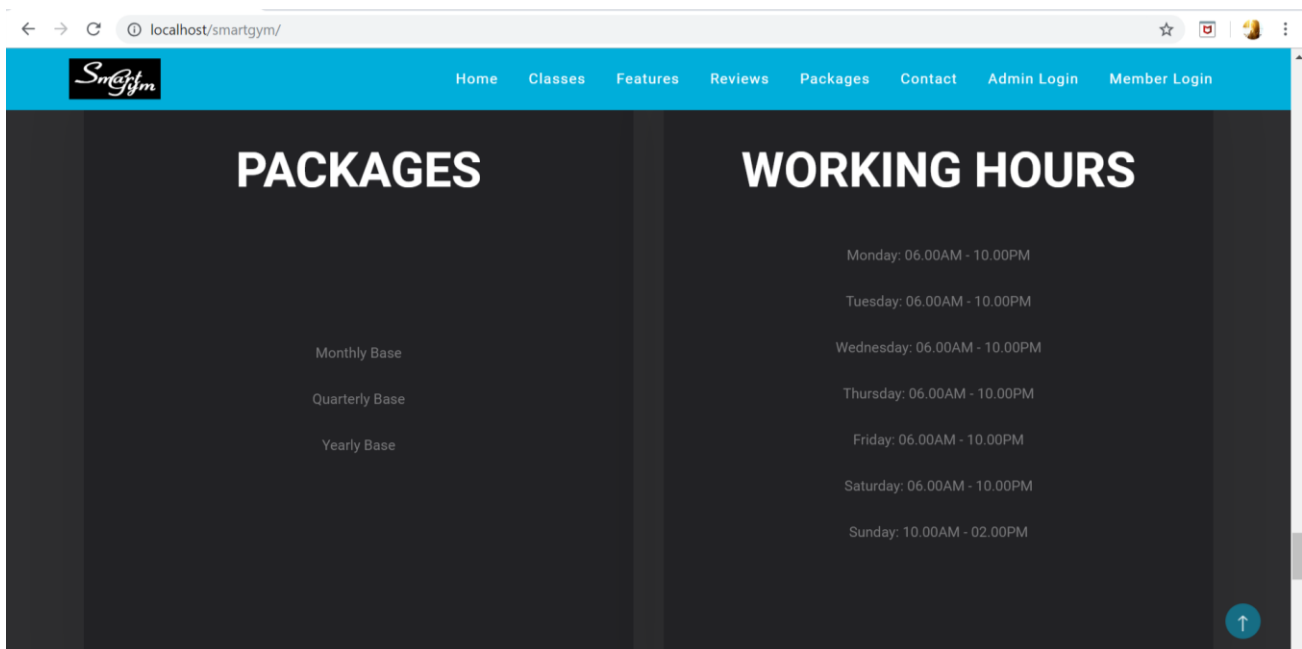 localhost/smartgym/
Smart
Gym
Home Classes Features Reviews Packages Contact Admin Login Member Login
PACKAGES
Monthly Base
Quarterly Base
Yearly Base
WORKING HOURS
Monday: 06.00AM - 10.00PM
Tuesday: 06.00AM - 10.00PM
Wednesday: 06.00AM - 10.00PM
Thursday: 06.00AM - 10.00PM
Friday: 06.00AM - 10.00PM
Saturday: 06.00AM - 10.00PM
Sunday: 10.00AM - 02.00PM